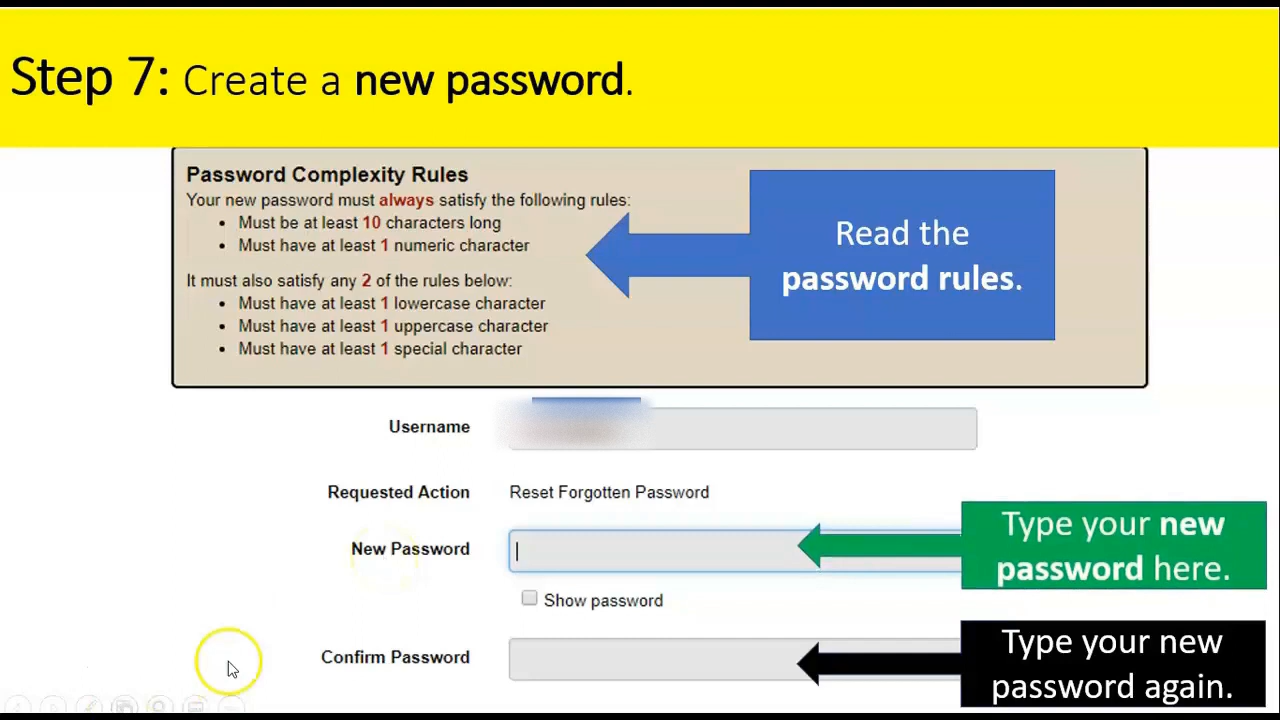 Step 7: Create a new password.
Password Complexity Rules
Your new password must always satisfy the following rules:
• Must be at least 10 characters long
• Must have at least 1 numeric character
It must also satisfy any 2 of the rules below:
• Must have at least 1 lowercase character
• Must have at least 1 uppercase character
• Must have at least 1 special character
Read the
password rules.
Username
Requested Action Reset Forgotten Password
New Password
Type your new
password here.
Show password
Confirm Password
Type your new
password again.